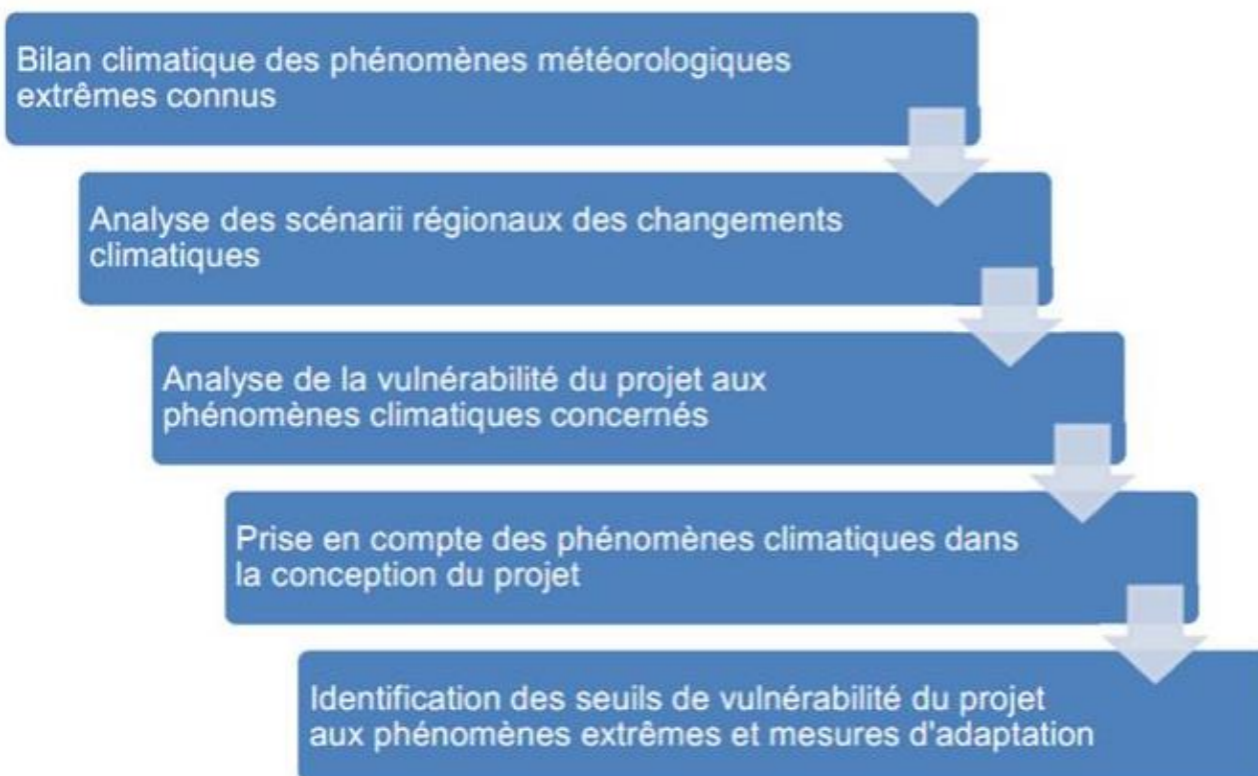 Bilan climatique des phénomènes météorologiques
extrêmes connus
Analyse des scénarii régionaux des changements
climatiques
Analyse de la vulnérabilité du projet aux
phénomènes climatiques concernés
Prise en compte des phénomènes climatiques dans
la conception du projet
Identification des seuils de vulnérabilité du projet
aux phénomènes extrêmes et mesures d'adaptation